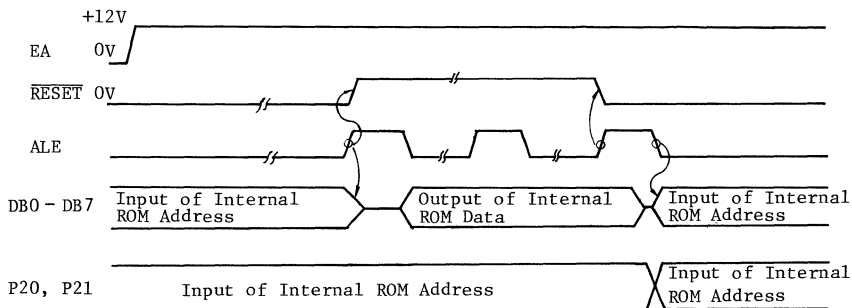 +12V
EA 0V
RESET 0V
ALE
DB0 - DB7
Input of Internal
ROM Address
Output of Internal
ROM Data
Input of Internal
ROM Address
P20, P21
Input of Internal ROM Address
Input of Internal
ROM Address